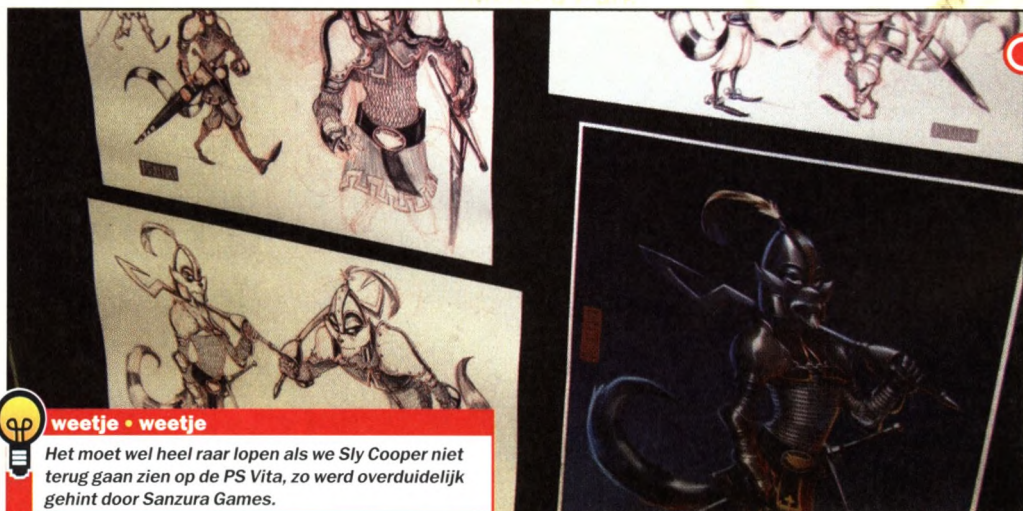 weetje • weetje
Het moet wel heel raar lopen als we Sly Cooper niet
terug gaan zien op de PS Vita, zo werd overduidelijk
gehint door Sanzura Games.